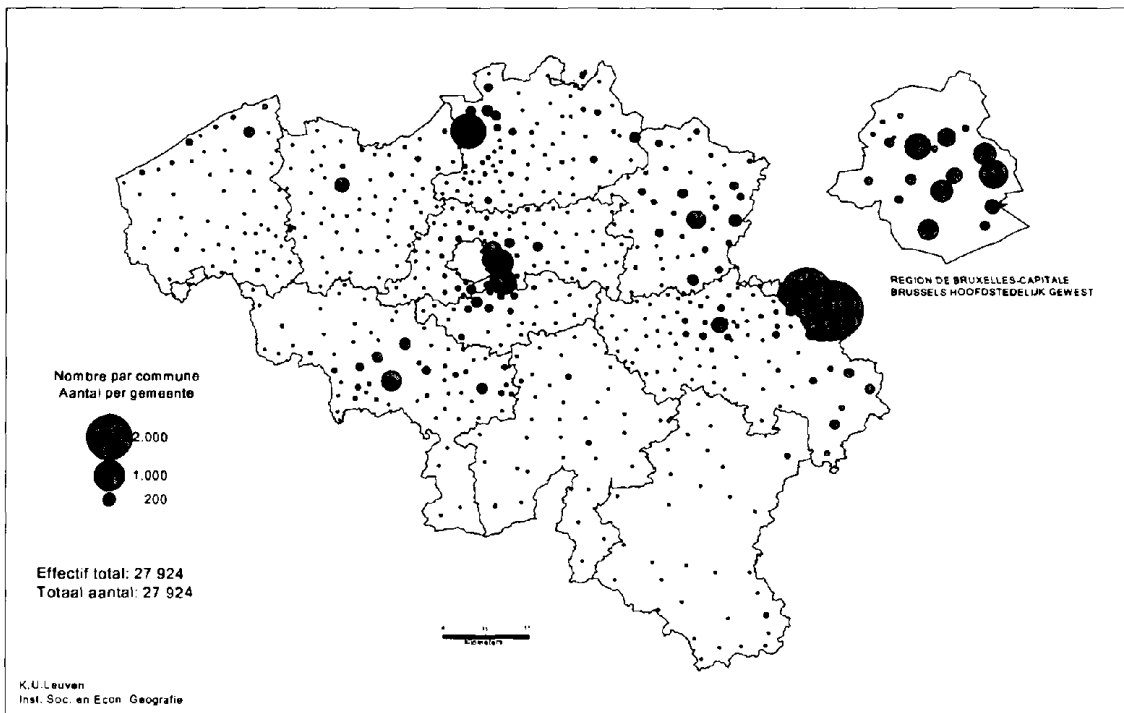 REGION DE BRUXELLES-CAPITALE
BRUSSELS HOOFDSTEDELIJK GEWEST
Nombre par commune
Aantal per gemeente
2.000
1.000
200
Effectif total: 27 924
Totaal aantal: 27 924
K.U.Leuven
Inst. Soc. en Econ. Geografie